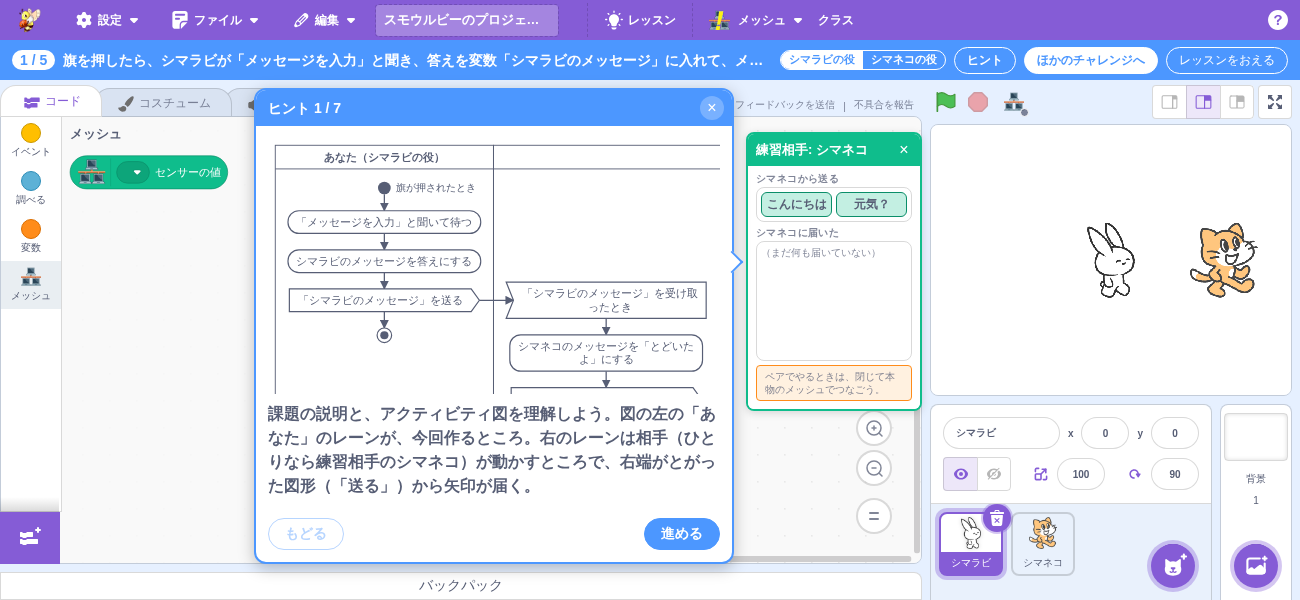 設定
ファイル
編集
スモウルビーのプロジェ…
レッスン
メッシュ
クラス
?
1 / 5
旗を押したら、シマラビが「メッセージを入力」と聞き、答えを変数「シマラビのメッセージ」に入れて、メ…
シマラビの役
シマネコの役
ヒント
ほかのチャレンジへ
レッスンをおえる
コード
コスチューム
フィードバックを送信 | 不具合を報告
イベント
調べる
変数
メッシュ
メッシュ
センサーの値
ヒント 1 / 7
あなた（シマラビの役）
旗が押されたとき
「メッセージを入力」と聞いて待つ
シマラビのメッセージを答えにする
「シマラビのメッセージ」を送る
「シマラビのメッセージ」を受け取
ったとき
シマネコのメッセージを「とどいた
よ」にする
課題の説明と、アクティビティ図を理解しよう。図の左の「あ
なた」のレーンが、今回作るところ。右のレーンは相手（ひと
りなら練習相手のシマネコ）が動かすところで、右端がとがっ
た図形（「送る」）から矢印が届く。
もどる
進める
練習相手: シマネコ
シマネコから送る
こんにちは
元気？
シマネコに届いた
（まだ何も届いていない）
ペアでやるときは、閉じて本
物のメッシュでつなごう。
シマラビ
x
0
y
0
100
90
シマラビ
シマネコ
背景
1
バックパック